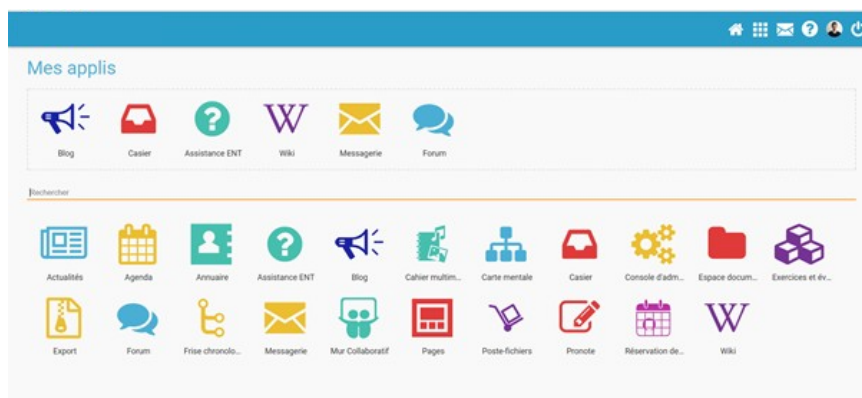 Mes applis
Blog Casier Assistance ENT Wiki Messagerie Forum
Rechercher
Actualités Agenda Annuaire Assistance ENT Blog Cahier multim... Carte mentale Casier Console d'adm... Espace docum... Exercices et év...
Export Forum Frise chronolo... Messagerie Mur Collaboratif Pages Poste-fichiers Pronote Réservation de... Wiki